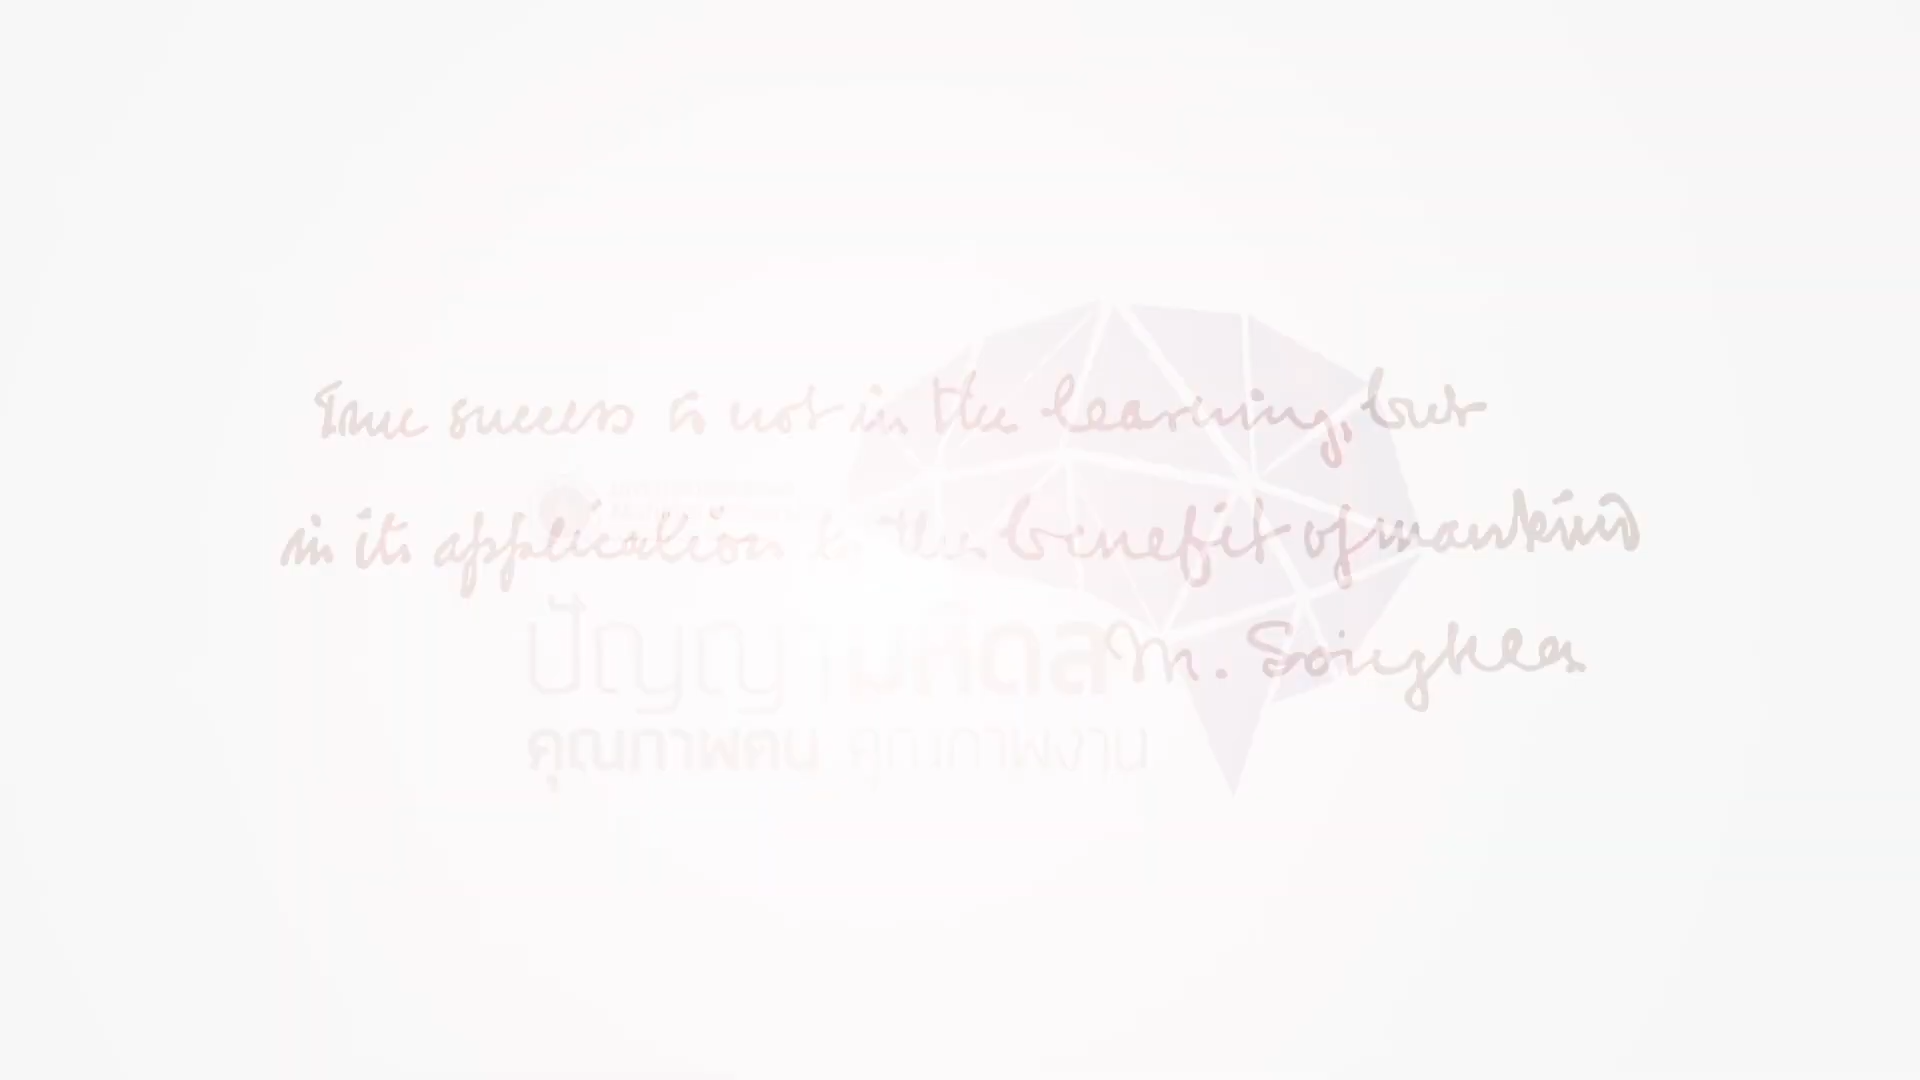 True success is not in the learning, but
in its application to the benefit of mankind
M. Songkla
ปัญญามหิดล
คุณภาพคน คุณภาพงาน